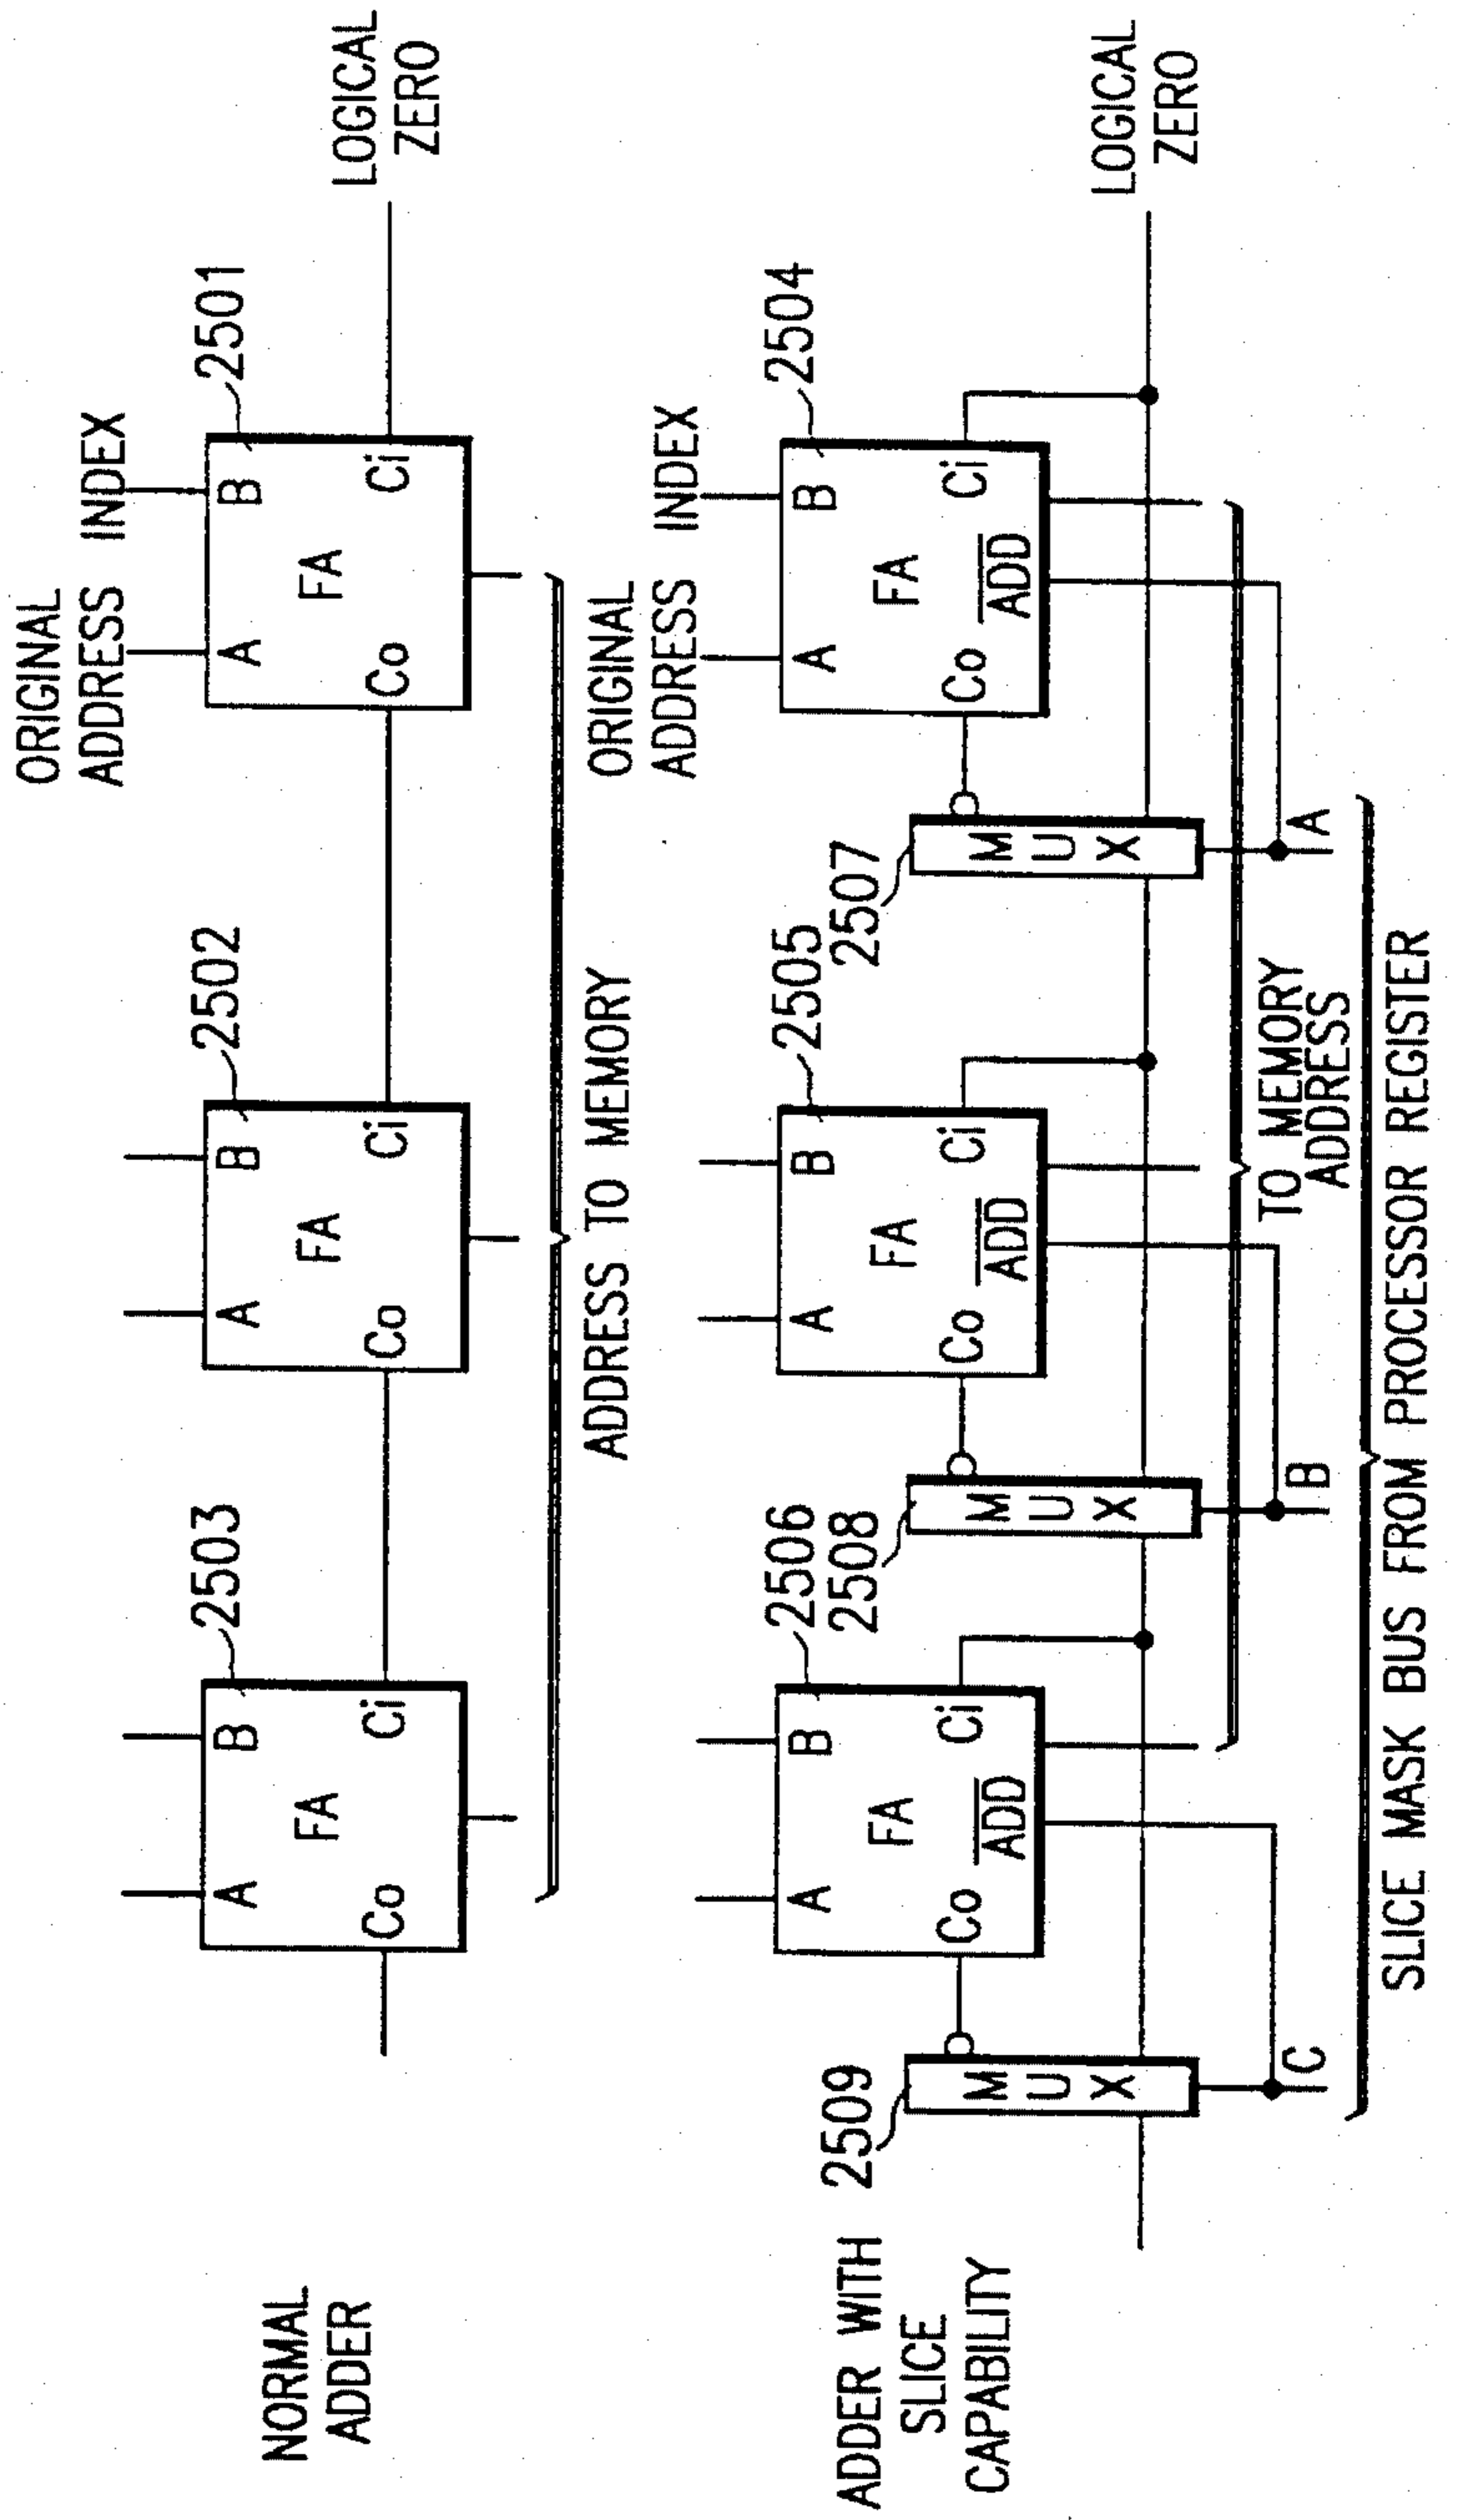 ORIGINAL
ADDRESS INDEX
2503
2502
2501
A B
FA
Co Ci
A B
FA
Co Ci
A B
FA
Co Ci
LOGICAL
ZERO
NORMAL
ADDER
ADDRESS TO MEMORY
ORIGINAL
ADDRESS INDEX
2506
2505
2504
A B
FA
Co ADD Ci
A B
FA
Co ADD Ci
A B
FA
Co ADD Ci
2509
2508
2507
MUX
MUX
MUX
LOGICAL
ZERO
ADDER WITH
SLICE
CAPABILITY
TO MEMORY
ADDRESS
C
B
A
SLICE MASK BUS FROM PROCESSOR REGISTER